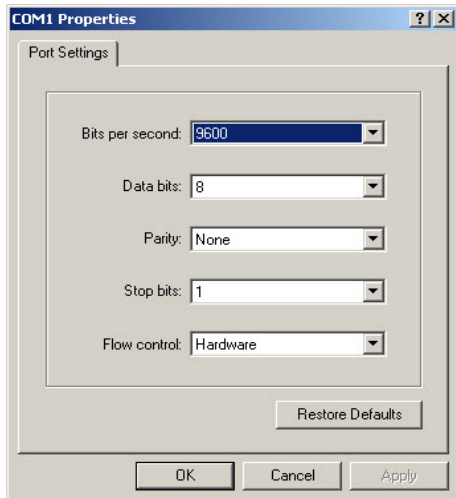 COM1 Properties
Port Settings
Bits per second: 9600
Data bits: 8
Parity: None
Stop bits: 1
Flow control: Hardware
Restore Defaults
OK Cancel Apply